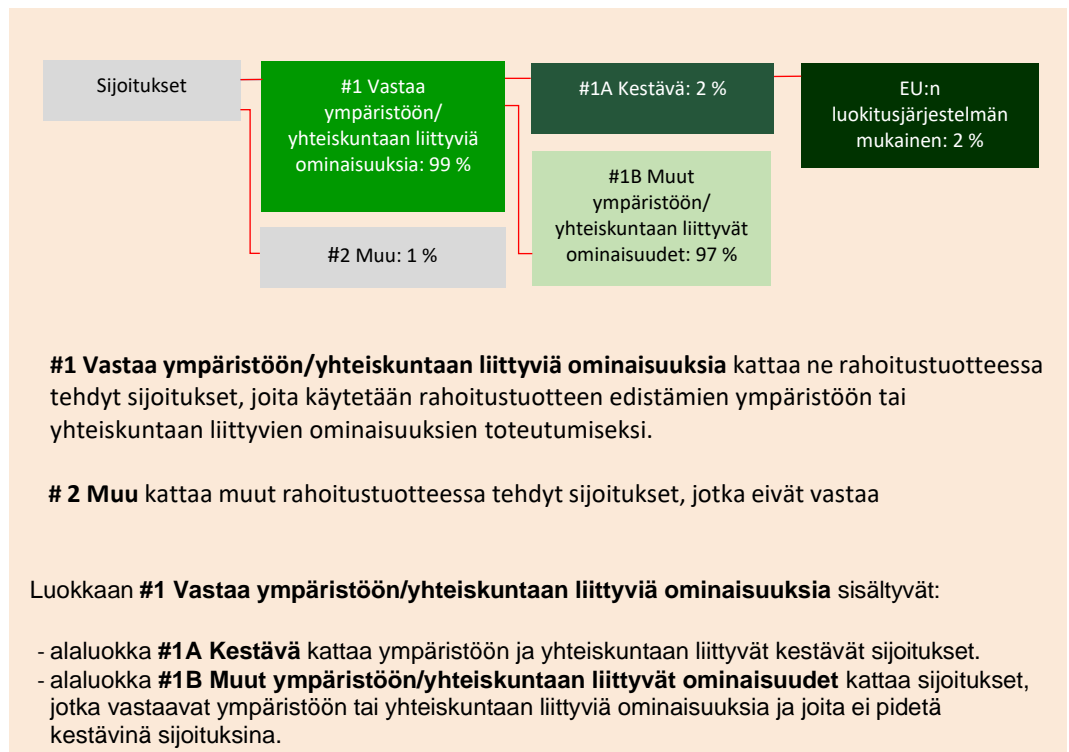 Sijoitukset
#1 Vastaa
ympäristöön/
yhteiskuntaan liittyviä
ominaisuuksia: 99 %
#2 Muu: 1 %
#1A Kestävä: 2 %
#1B Muut
ympäristöön/
yhteiskuntaan liittyvät
ominaisuudet: 97 %
EU:n
luokitusjärjestelmän
mukainen: 2 %
#1 Vastaa ympäristöön/yhteiskuntaan liittyviä ominaisuuksia kattaa ne rahoitustuotteessa
tehdyt sijoitukset, joita käytetään rahoitustuotteen edistämien ympäristöön tai
yhteiskuntaan liittyvien ominaisuuksien toteutumiseksi.
# 2 Muu kattaa muut rahoitustuotteessa tehdyt sijoitukset, jotka eivät vastaa
Luokkaan #1 Vastaa ympäristöön/yhteiskuntaan liittyviä ominaisuuksia sisältyvät:
- alaluokka #1A Kestävä kattaa ympäristöön ja yhteiskuntaan liittyvät kestävät sijoitukset.
- alaluokka #1B Muut ympäristöön/yhteiskuntaan liittyvät ominaisuudet kattaa sijoitukset,
jotka vastaavat ympäristöön tai yhteiskuntaan liittyviä ominaisuuksia ja joita ei pidetä
kestävinä sijoituksina.